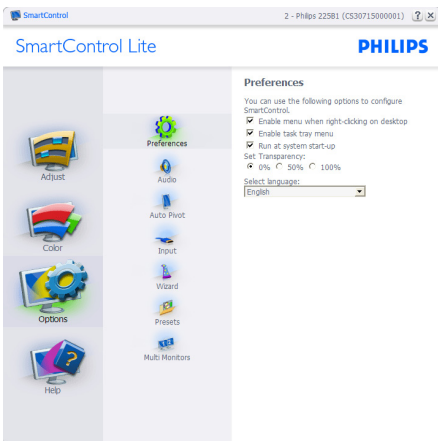 SmartControl
2 - Philips 225B1 (CS30715000001)
? X
SmartControl Lite
PHILIPS
Adjust
Color
Options
Help
Preferences
Audio
Auto Pivot
Input
Wizard
Presets
Multi Monitors
Preferences
You can use the following options to configure
SmartControl.
Enable menu when right-clicking on desktop
Enable task tray menu
Run at system start-up
Set Transparency:
0% 50% 100%
Select language:
English